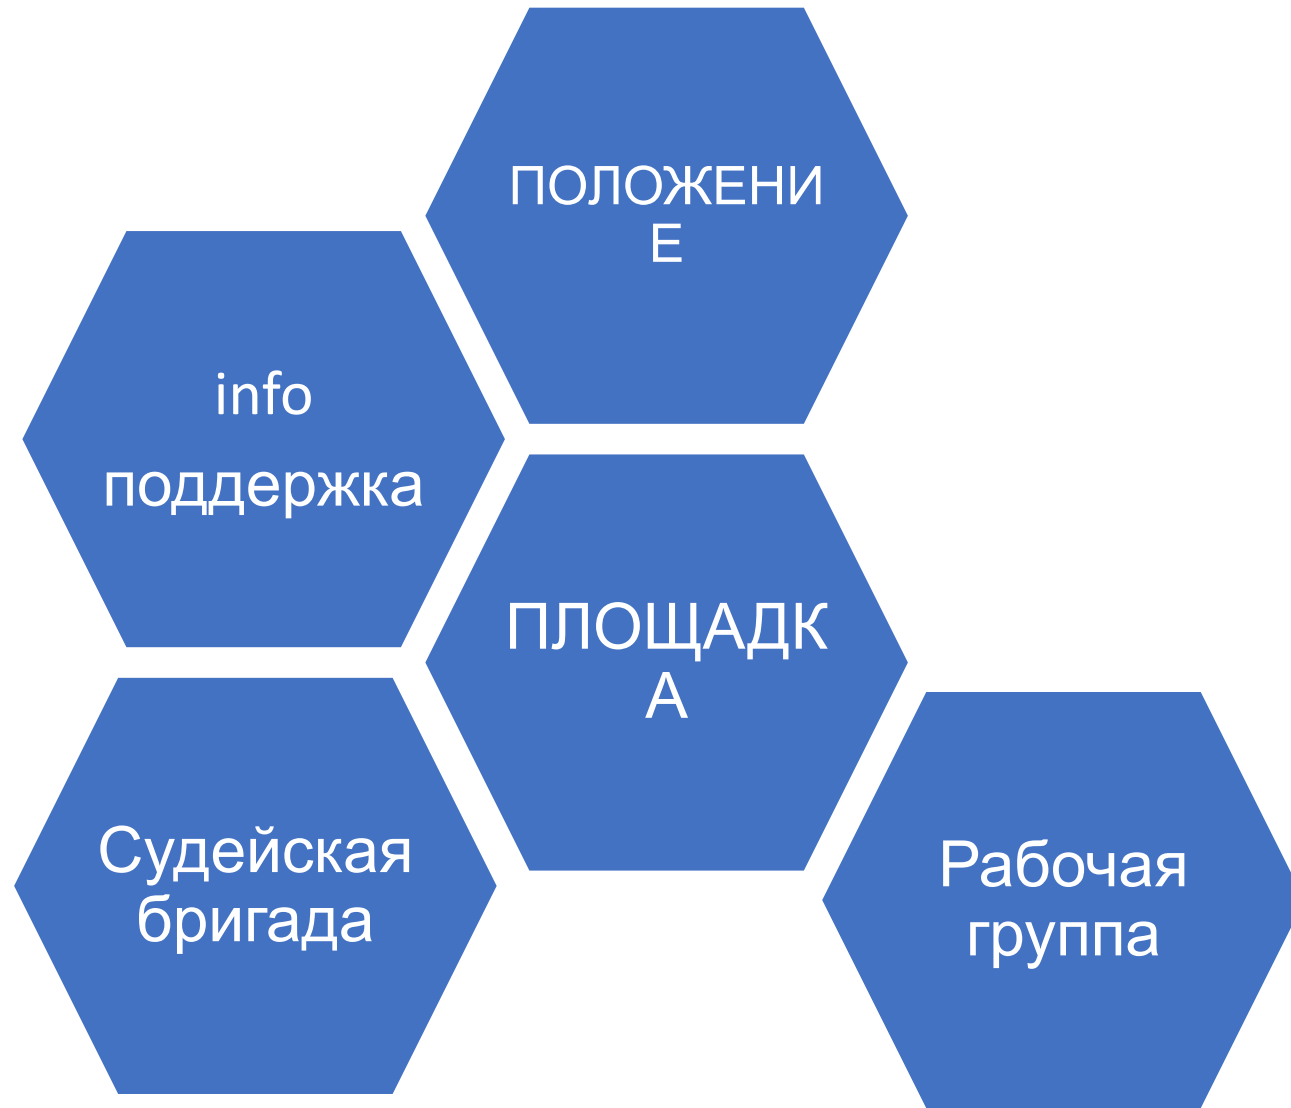 ПОЛОЖЕНИ
Е
info
поддержка
ПЛОЩАДК
А
Судейская
бригада
Рабочая
группа